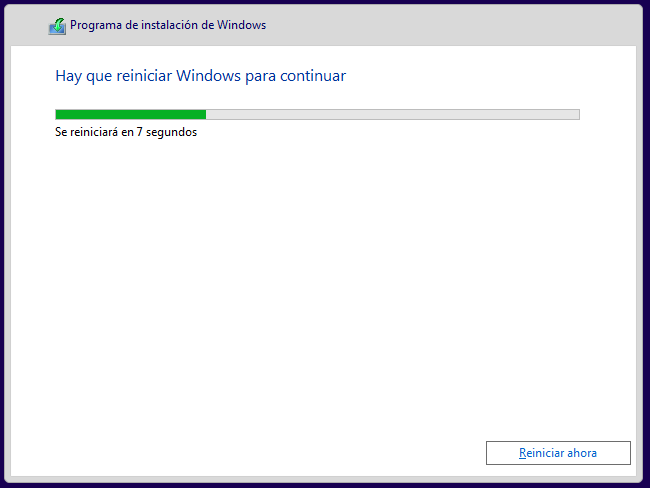 Programa de instalación de Windows
Hay que reiniciar Windows para continuar
Se reiniciará en 7 segundos
Reiniciar ahora